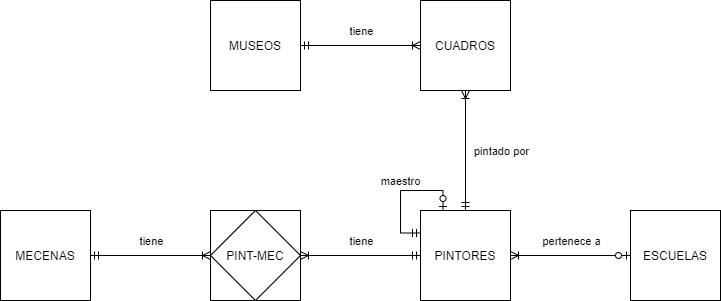 MUSEOS
tiene
CUADROS
pintado por
maestro
MECENAS
tiene
PINT-MEC
tiene
PINTORES
pertenece a
ESCUELAS